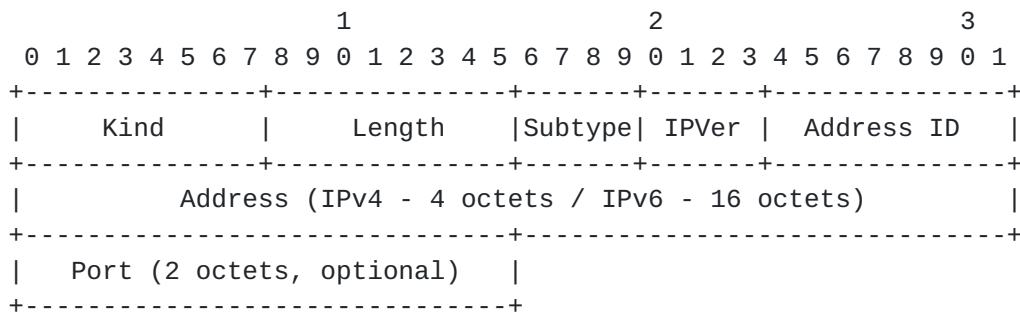 1                   2                   3
 0 1 2 3 4 5 6 7 8 9 0 1 2 3 4 5 6 7 8 9 0 1 2 3 4 5 6 7 8 9 0 1
+---------------+---------------+-------+-------+---------------+
|     Kind      |     Length    |Subtype| IPVer |  Address ID   |
+---------------+---------------+-------+-------+---------------+
|          Address (IPv4 - 4 octets / IPv6 - 16 octets)         |
+-------------------------------+-------------------------------+
|   Port (2 octets, optional)   |
+-------------------------------+